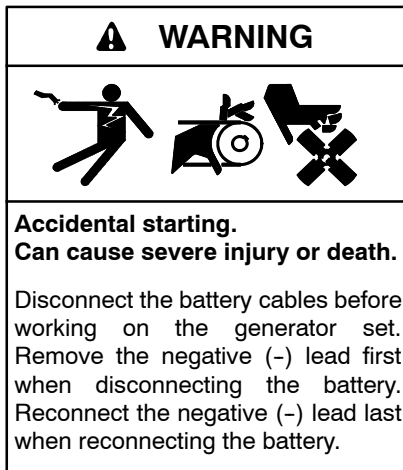 WARNING
Accidental starting.
Can cause severe injury or death.
Disconnect the battery cables before
working on the generator set.
Remove the negative (–) lead first
when disconnecting the battery.
Reconnect the negative (–) lead last
when reconnecting the battery.